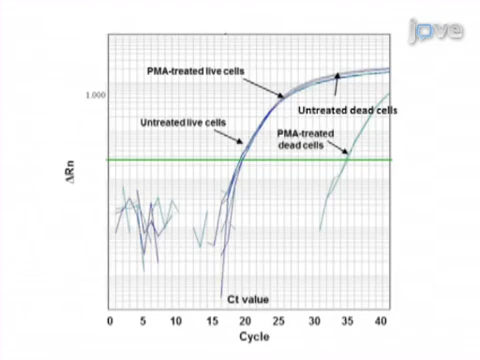 jove
PMA-treated live cells
1.000
Untreated dead cells
Untreated live cells
PMA-treated
dead cells
ΔRn
Ct value
0 5 10 15 20 25 30 35 40
Cycle